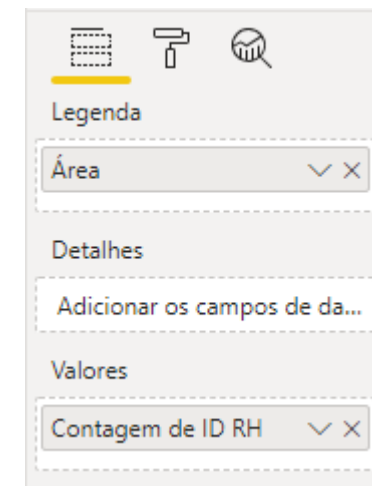 Legenda
Área
Detalhes
Adicionar os campos de da...
Valores
Contagem de ID RH